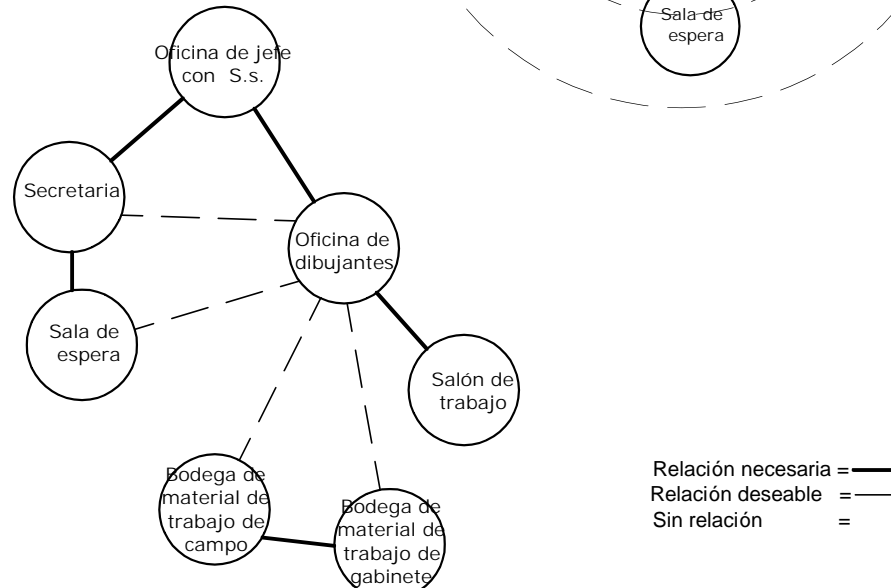 Sala de
espera
Oficina de jefe
con S.s.
Secretaria
Oficina de
dibujantes
Sala de
espera
Salón de
trabajo
Bodega de
material de
trabajo de
campo
Bodega de
material de
trabajo de
gabinete
Relación necesaria =
Relación deseable =
Sin relación =